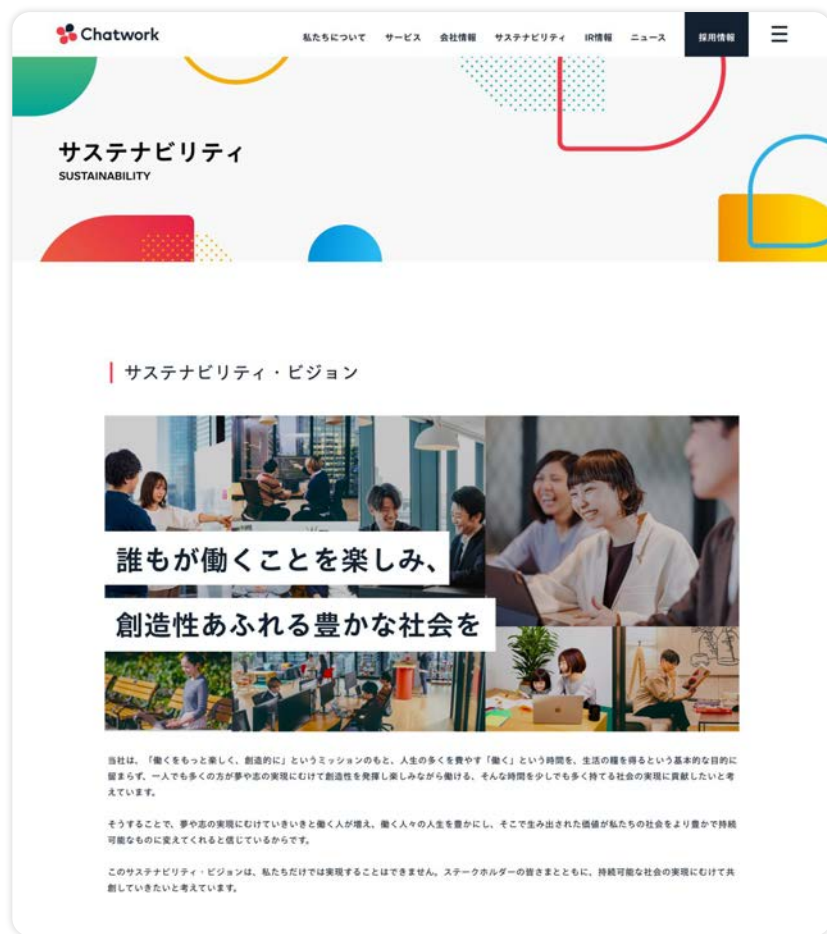 Chatwork
私たちについて サービス 会社情報 サステナビリティ IR情報 ニュース 採用情報
サステナビリティ
SUSTAINABILITY
サステナビリティ・ビジョン
誰もが働くことを楽しみ、
創造性あふれる豊かな社会を
当社は、「働くをもっと楽しく、創造的に」というミッションのもと、人生の多くを費やす「働く」という時間を、生活の糧を得るという基本的な目的に
留まらず、一人でも多くの方が夢や志の実現にむけて創造性を発揮し楽しみながら働ける、そんな時間を少しでも多く持てる社会の実現に貢献したいと考
えています。
そうすることで、夢や志の実現にむけていきいきと働く人が増え、働く人々の人生を豊かにし、そこで生み出された価値が私たちの社会をより豊かで持続
可能なものに変えてくれると信じているからです。
このサステナビリティ・ビジョンは、私たちだけでは実現することはできません。ステークホルダーの皆さまとともに、持続可能な社会の実現にむけて共
創していきたいと考えています。